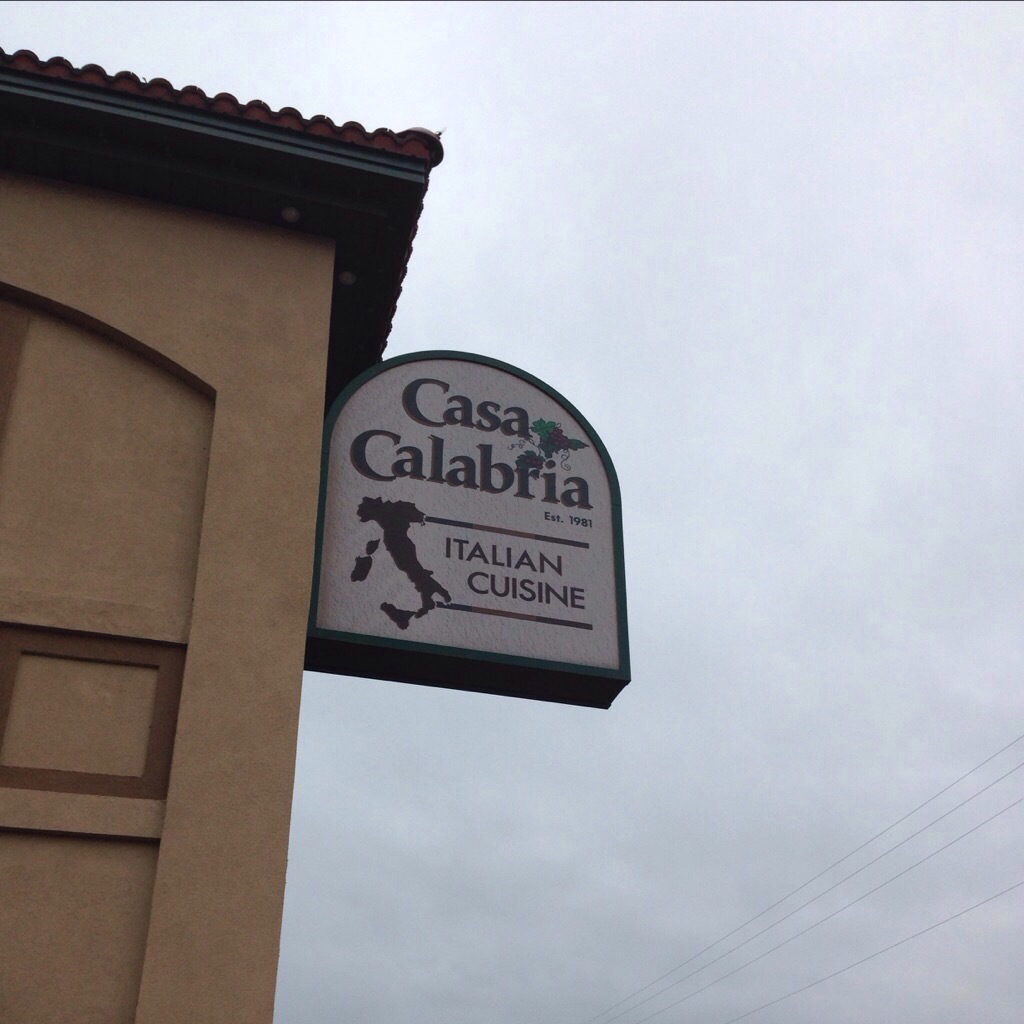 Casa
Calabria
Est. 1981
ITALIAN
CUISINE